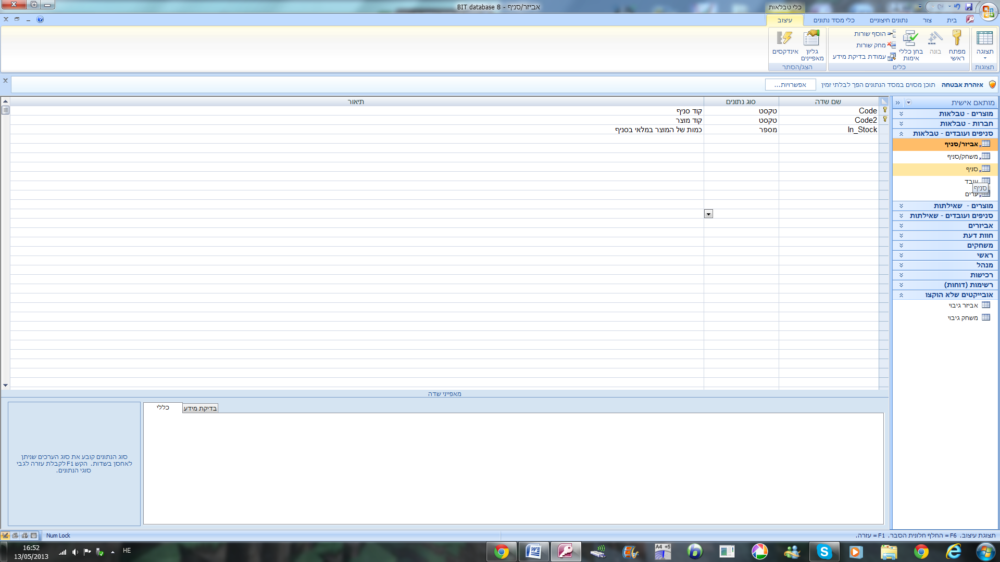 אביזר/סניף - BIT database 8
כלי טבלאות
בית
צור
נתונים חיצוניים
כלי מסד נתונים
עיצוב
תצוגה
תצוגות
מפתח ראשי
בונה
בחן כללי אימות
הוסף שורות
מחק שורות
עמודת בדיקת מידע
כלים
גליון מאפיינים
אינדקסים
הצג/הסתר
אזהרת אבטחה תוכן מסוים במסד הנתונים הפך לבלתי זמין
אפשרויות...
מותאם אישית
מוצרים - טבלאות
חברות - טבלאות
סניפים ועובדים - טבלאות
אביזר/סניף
משחק/סניף
סניף
עובד
סניף
ערים
מוצרים - שאילתות
סניפים ועובדים - שאילתות
אביזרים
חוות דעת
משחקים
ראשי
מנהל
רכישות
רשימות (דוחות)
אובייקטים שלא הוקצו
אביזר גיבוי
משחק גיבוי
שם שדה סוג נתונים תיאור
Code טקסט קוד סניף
Code2 טקסט קוד מוצר
In_Stock מספר כמות של המוצר במלאי בסניף
מאפייני שדה
כללי
בדיקת מידע
סוג הנתונים קובע את סוג הערכים שניתן
לאחסן בשדות. הקש F1 לקבלת עזרה לגבי
סוגי הנתונים.
תצוגת עיצוב. F6 = החלף חלונית הסבר. F1 = עזרה.
Num Lock
A4 +5
HE
16:52
13/05/2013